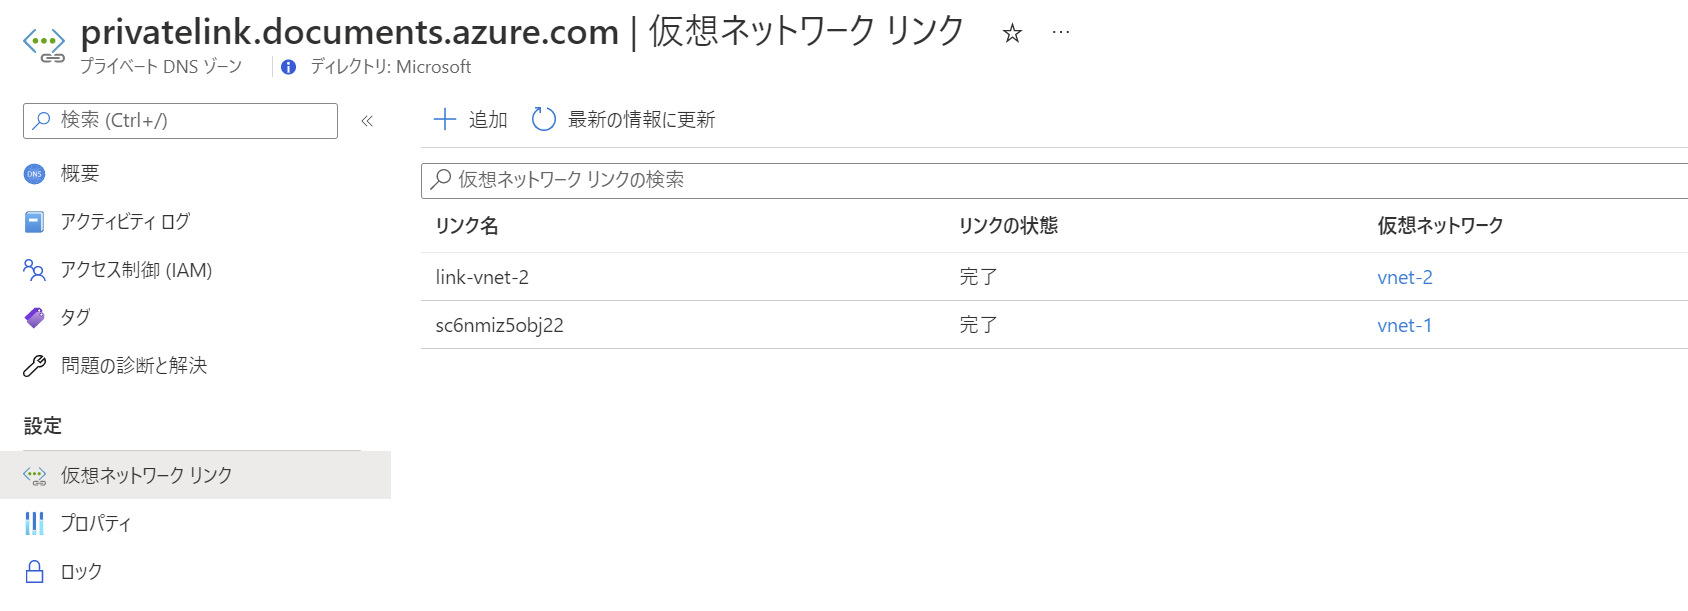 privatelink.documents.azure.com | 仮想ネットワーク リンク ☆ …
プライベート DNS ゾーン
ディレクトリ: Microsoft
検索 (Ctrl+/)
«
概要
アクティビティ ログ
アクセス制御 (IAM)
タグ
問題の診断と解決
設定
仮想ネットワーク リンク
プロパティ
ロック
追加
最新の情報に更新
仮想ネットワーク リンクの検索
リンク名 リンクの状態 仮想ネットワーク
link-vnet-2 完了 vnet-2
sc6nmiz5obj22 完了 vnet-1